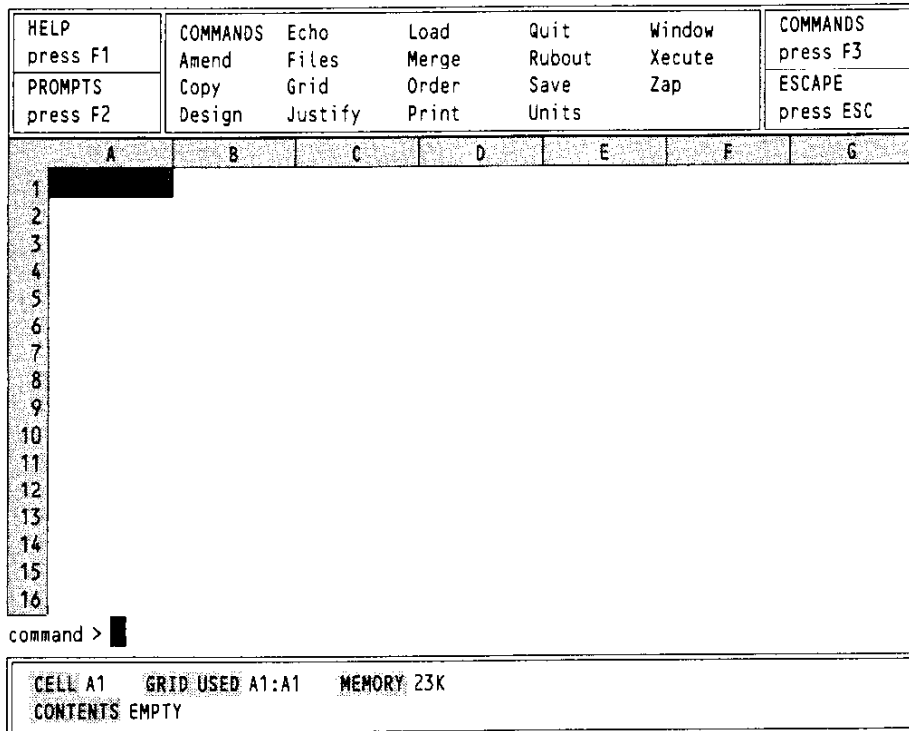 HELP
press F1
PROMPTS
press F2
COMMANDS Echo Load Quit Window
Amend Files Merge Rubout Xecute
Copy Grid Order Save Zap
Design Justify Print Units
COMMANDS
press F3
ESCAPE
press ESC
A B C D E F G
1
2
3
4
5
6
7
8
9
10
11
12
13
14
15
16
command >
CELL A1 GRID USED A1:A1 MEMORY 23K
CONTENTS EMPTY